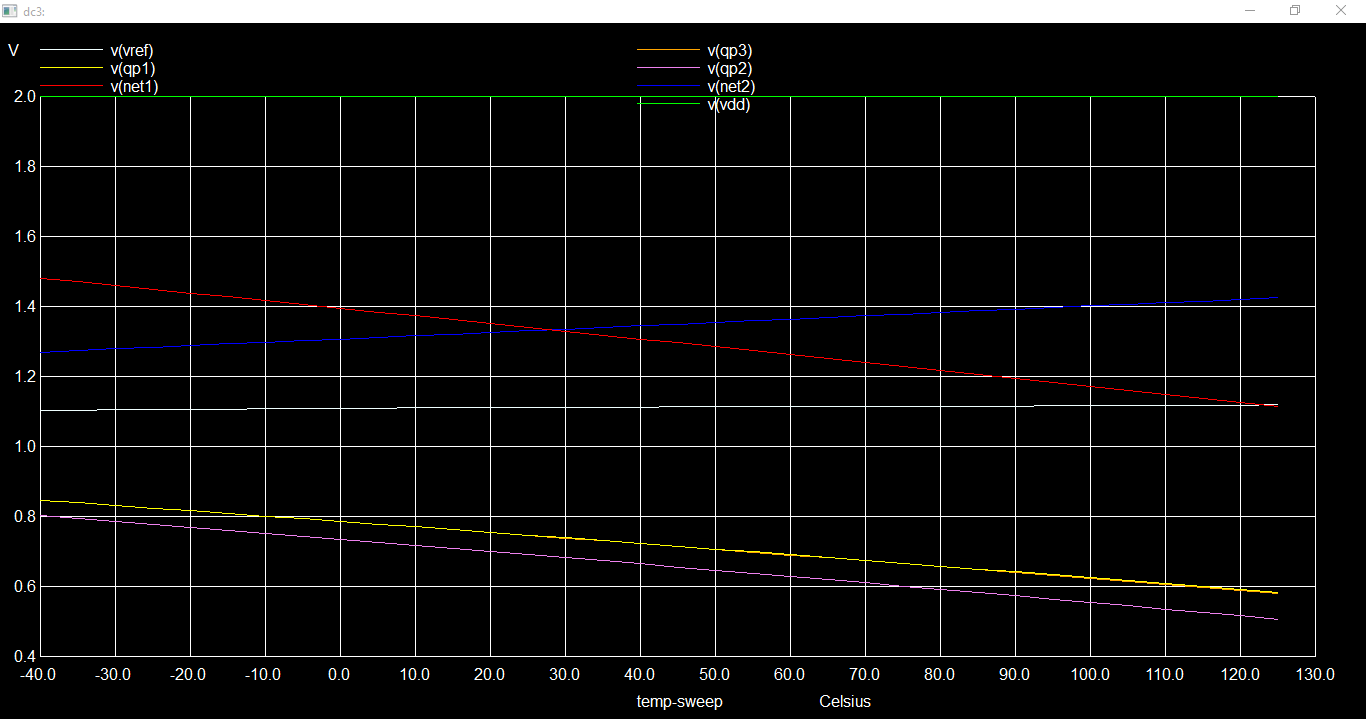 dc3:
V v(vref) v(qp3)
v(qp1) v(qp2)
v(net1) v(net2)
v(vdd)
2.0
1.8
1.6
1.4
1.2
1.0
0.8
0.6
0.4
-40.0 -30.0 -20.0 -10.0 0.0 10.0 20.0 30.0 40.0 50.0 60.0 70.0 80.0 90.0 100.0 110.0 120.0 130.0
temp-sweep Celsius